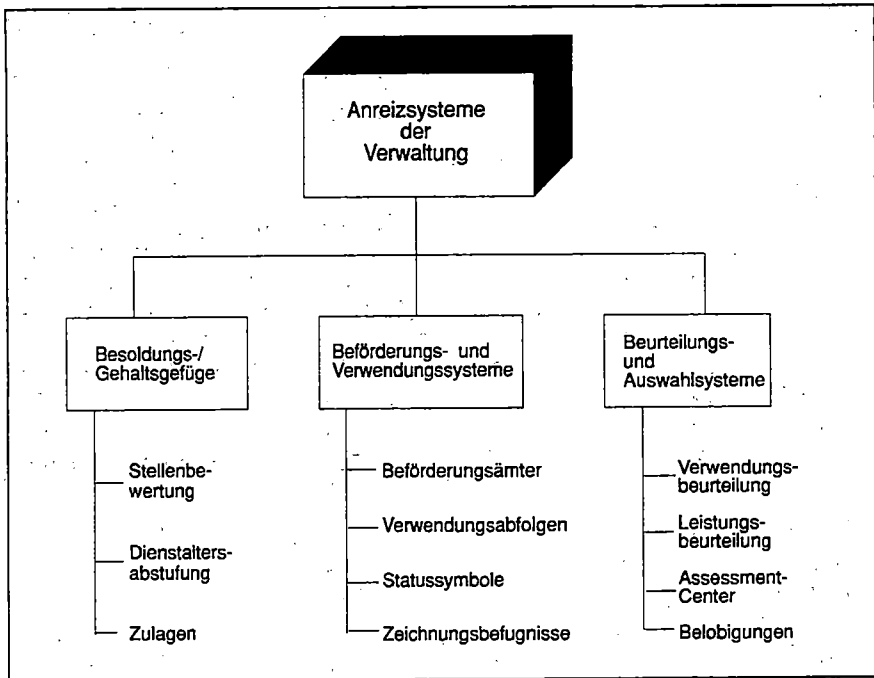 Anreizsysteme
der
Verwaltung
Besoldungs-/
Gehaltsgefüge
Stellenbe-
wertung
Dienstalters-
abstufung
Zulagen
Beförderungs- und
Verwendungssysteme
Beförderungsämter
Verwendungsabfolgen
Statussymbole
Zeichnungsbefugnisse
Beurteilungs-
und
Auswahlsysteme
Verwendungs-
beurteilung
Leistungs-
beurteilung
Assessment-
Center
Belobigungen